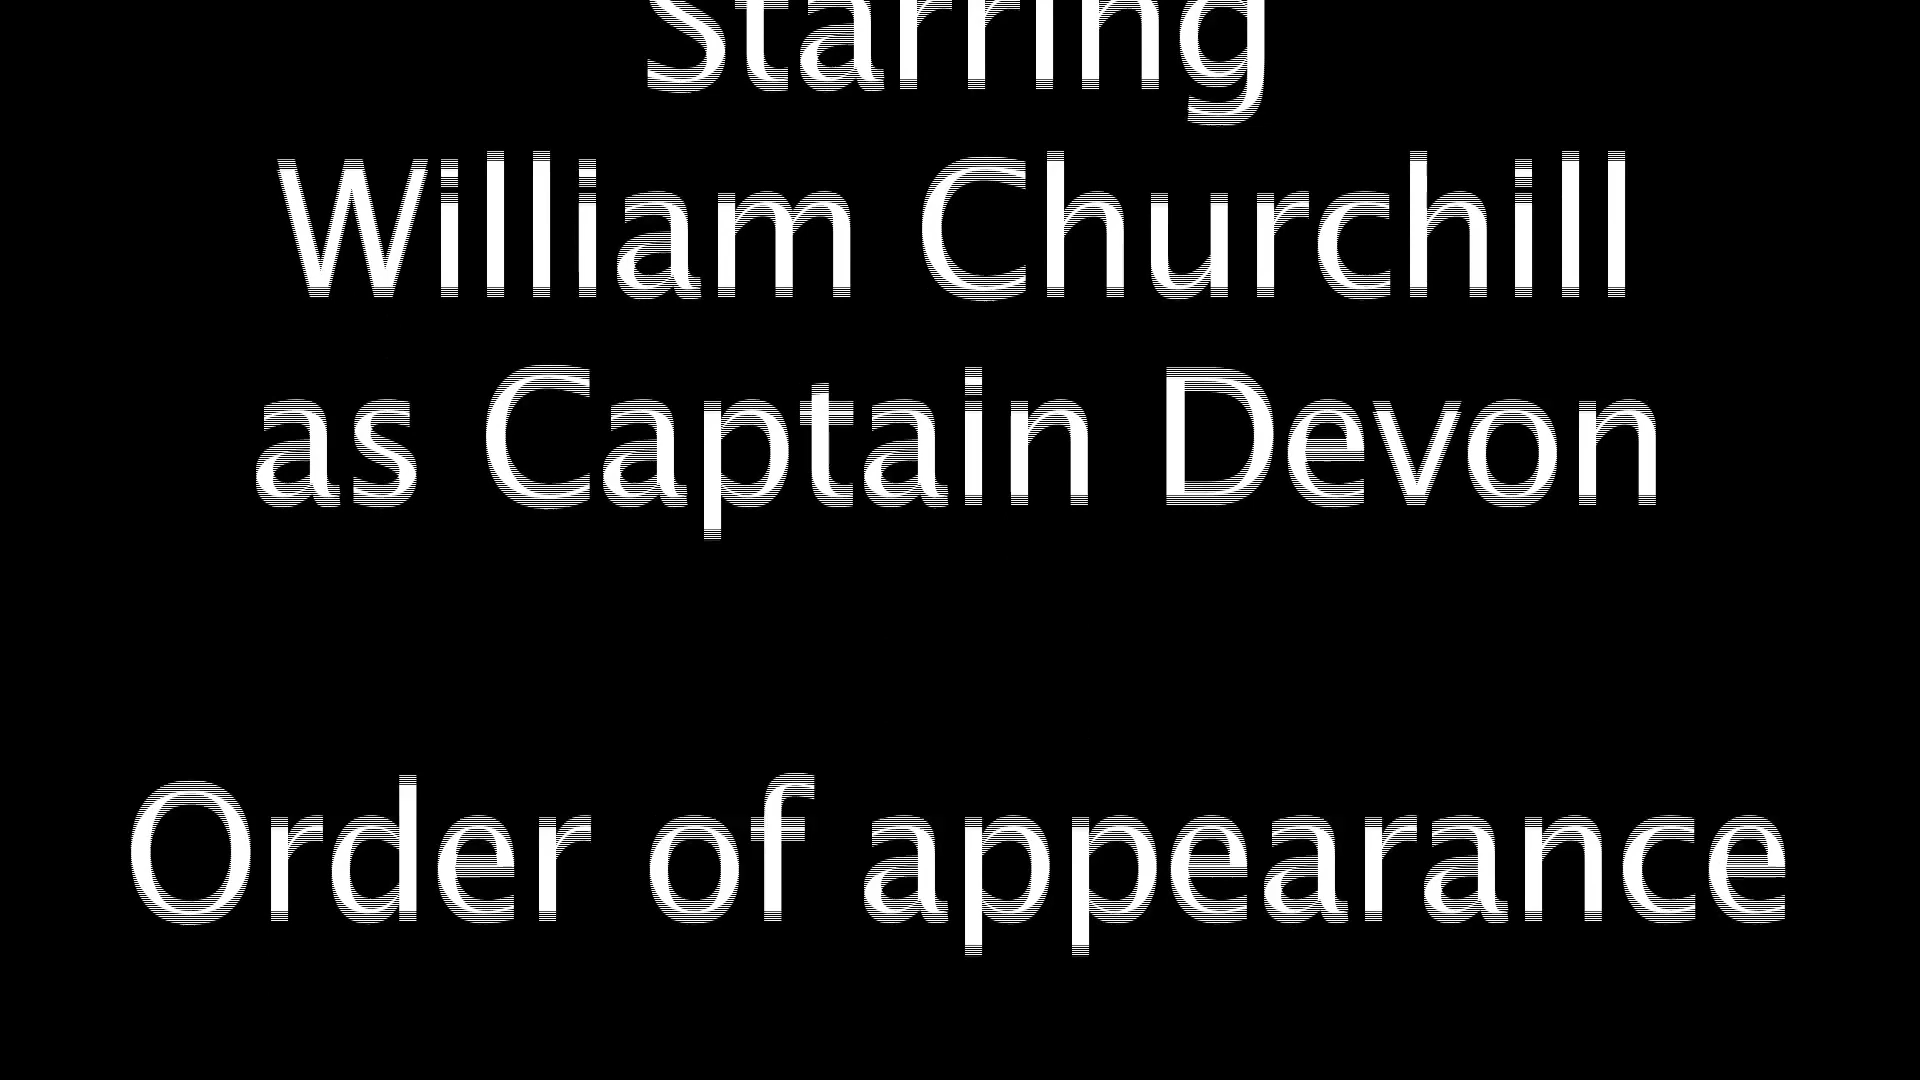 Starring
William Churchill
as Captain Devon
Order of appearance